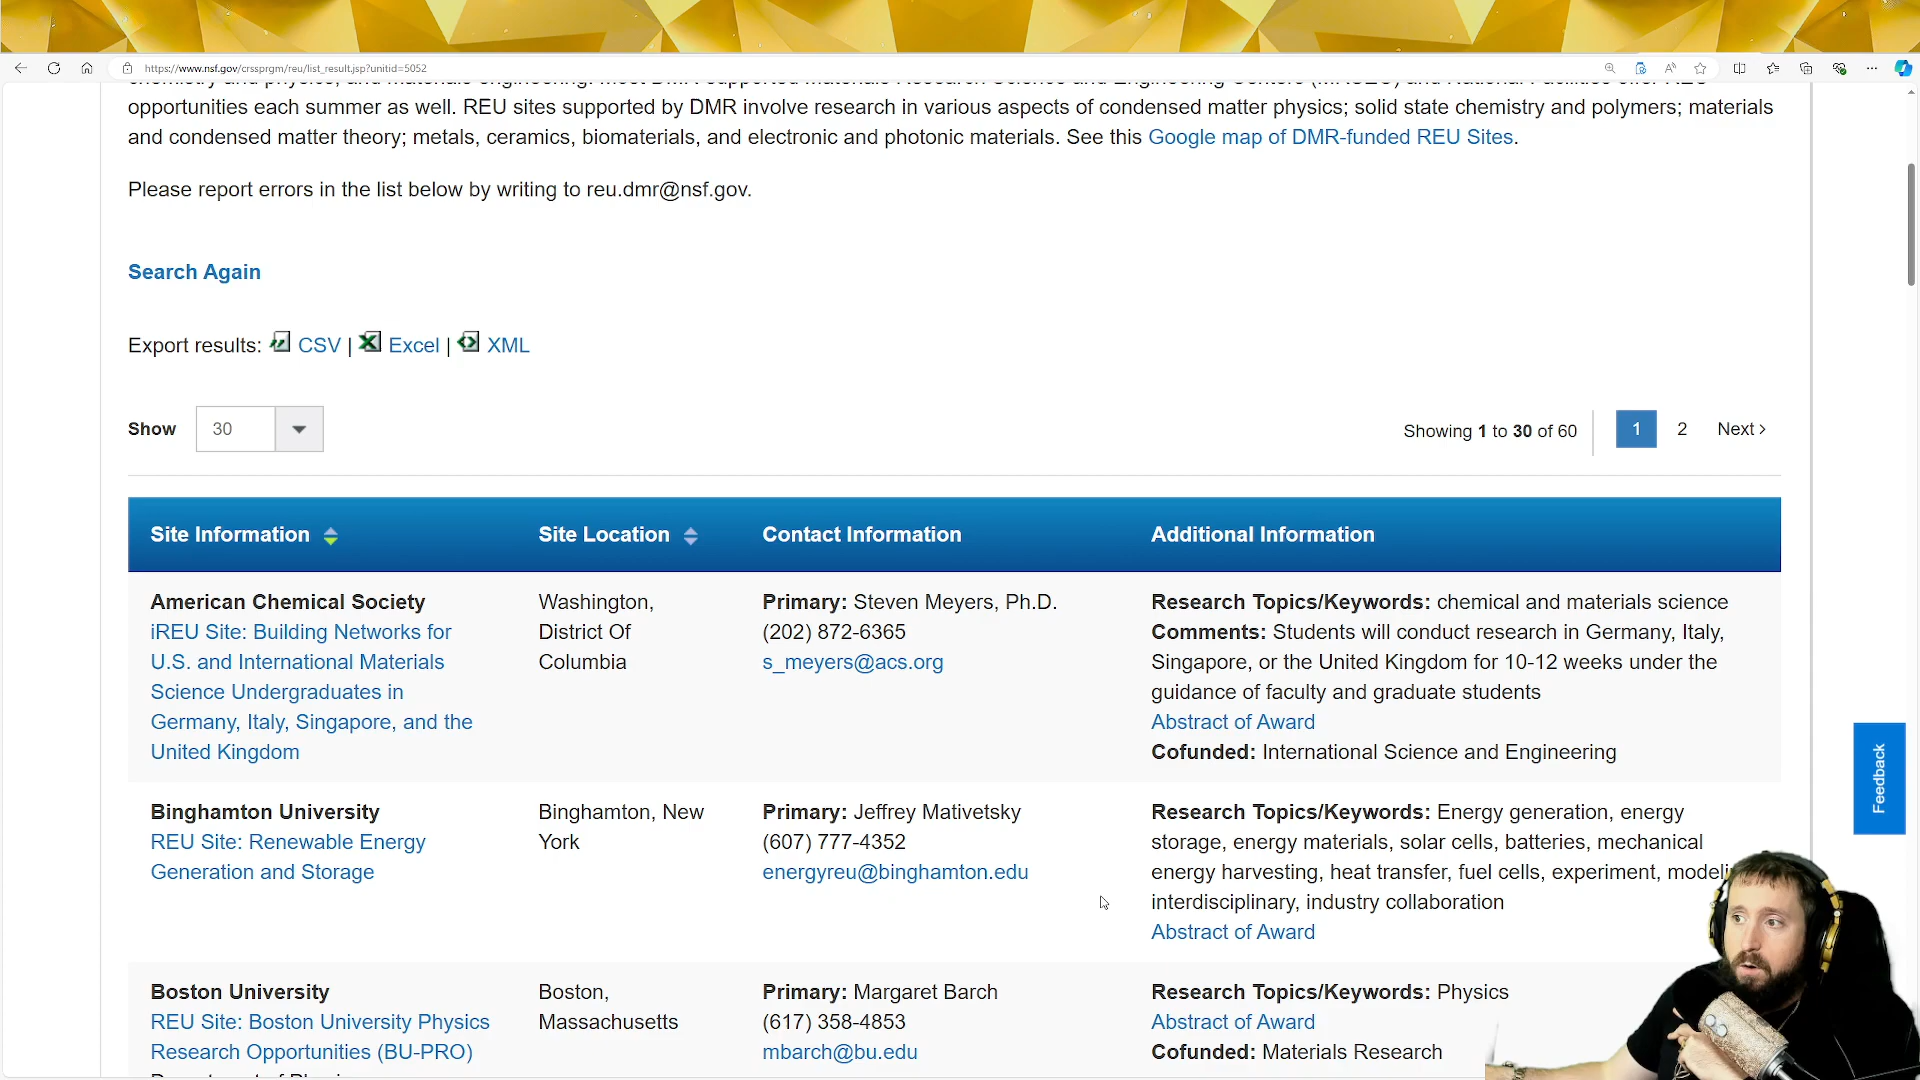 https://www.nsf.gov/crssprgm/reu/list_result.jsp?unitid=5052
opportunities each summer as well. REU sites supported by DMR involve research in various aspects of condensed matter physics; solid state chemistry and polymers; materials
and condensed matter theory; metals, ceramics, biomaterials, and electronic and photonic materials. See this Google map of DMR-funded REU Sites.
Please report errors in the list below by writing to reu.dmr@nsf.gov.
Search Again
Export results: CSV | Excel | XML
Show 30
Showing 1 to 30 of 60
1 2 Next ›
Site Information Site Location Contact Information Additional Information
American Chemical Society
iREU Site: Building Networks for
U.S. and International Materials
Science Undergraduates in
Germany, Italy, Singapore, and the
United Kingdom
Washington,
District Of
Columbia
Primary: Steven Meyers, Ph.D.
(202) 872-6365
s_meyers@acs.org
Research Topics/Keywords: chemical and materials science
Comments: Students will conduct research in Germany, Italy,
Singapore, or the United Kingdom for 10-12 weeks under the
guidance of faculty and graduate students
Abstract of Award
Cofunded: International Science and Engineering
Binghamton University
REU Site: Renewable Energy
Generation and Storage
Binghamton, New
York
Primary: Jeffrey Mativetsky
(607) 777-4352
energyreu@binghamton.edu
Research Topics/Keywords: Energy generation, energy
storage, energy materials, solar cells, batteries, mechanical
energy harvesting, heat transfer, fuel cells, experiment,
interdisciplinary, industry collaboration
Abstract of Award
Boston University
REU Site: Boston University Physics
Research Opportunities (BU-PRO)
Boston,
Massachusetts
Primary: Margaret Barch
(617) 358-4853
mbarch@bu.edu
Research Topics/Keywords: Physics
Abstract of Award
Cofunded: Materials Research
Feedback